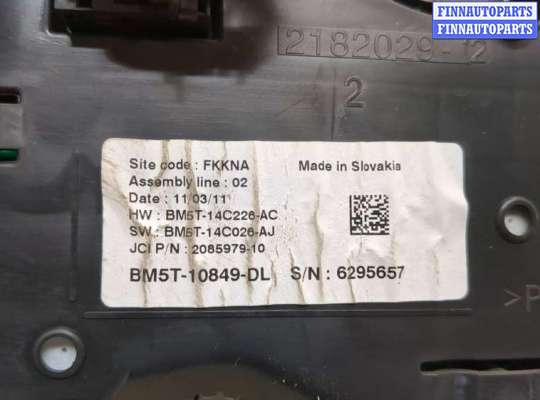 FINNAUTOPARTS
FINNAUTOPARTS
2182029-12
2
Site code : FKKNA
Made in Slovakia
Assembly line : 02
Date : 11/03/11
HW : BM5T-14C226-AC
SW : BM5T-14C026-AJ
JCI P/N : 2085979-10
BM5T-10849-DL S/N : 6295657
>P